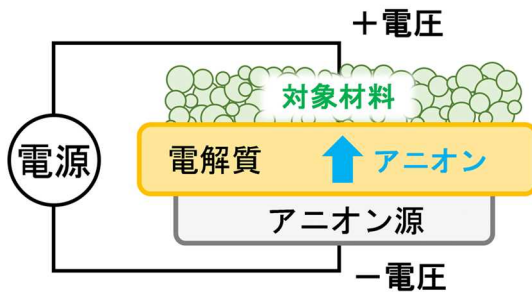 ＋電圧
対象材料
電源
電解質
アニオン
アニオン源
－電圧